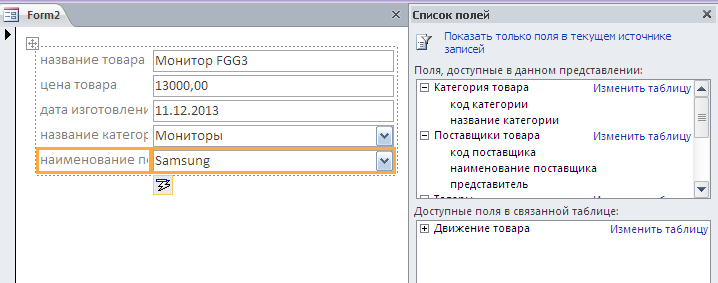 Form2
название товара Монитор FGG3
цена товара 13000,00
дата изготовлени 11.12.2013
название категор Мониторы
наименование по Samsung
Список полей
Показать только поля в текущем источнике
записей
Поля, доступные в данном представлении:
Категория товара Изменить таблицу
код категории
название категории
Поставщики товара Изменить таблицу
код поставщика
наименование поставщика
представитель
Доступные поля в связанной таблице:
Движение товара Изменить таблицу